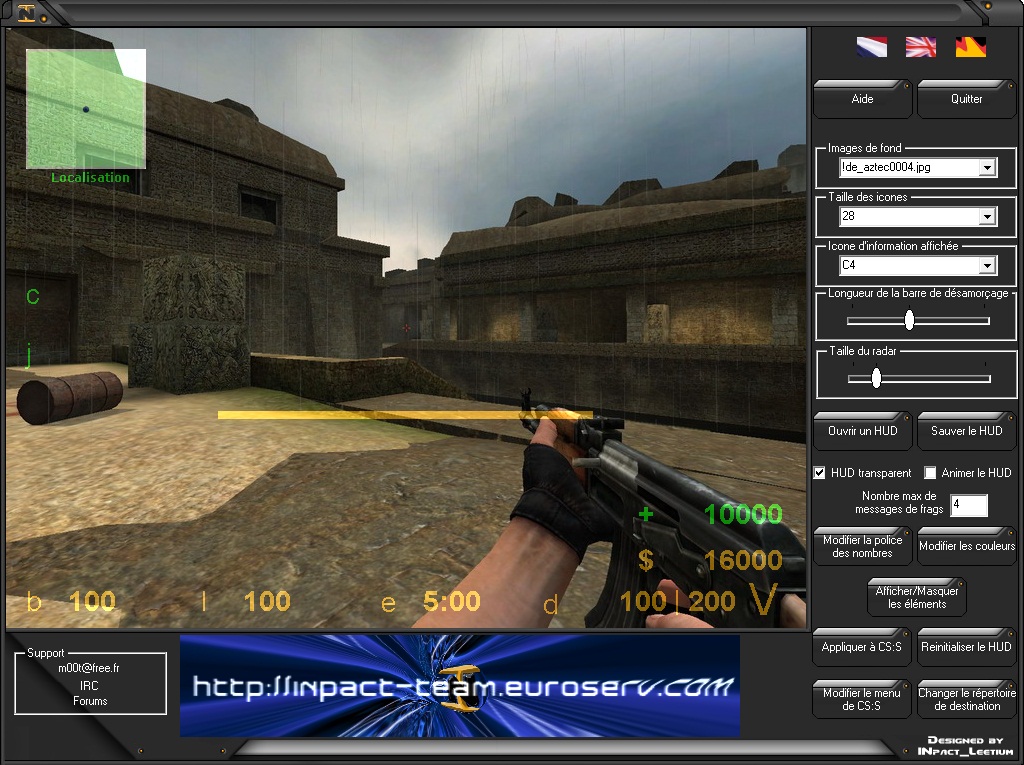 N
Localisation
C
j
+ 10000
$ 16000
b 100
l 100
e 5:00
d 100|200 V
Aide
Quitter
Images de fond
!de_aztec0004.jpg
Taille des icones
28
Icone d'information affichée
C4
Longueur de la barre de désamorçage
Taille du radar
Ouvrir un HUD
Sauver le HUD
HUD transparent
Animer le HUD
Nombre max de
messages de frags
4
Modifier la police
des nombres
Modifier les couleurs
Afficher/Masquer
les éléments
Appliquer à CS:S
Reinitialiser le HUD
Modifier le menu
de CS:S
Changer le répertoire
de destination
Support
m00t@free.fr
IRC
Forums
http://inpact-team.euroserv.com
Designed by
INpact_Leetium